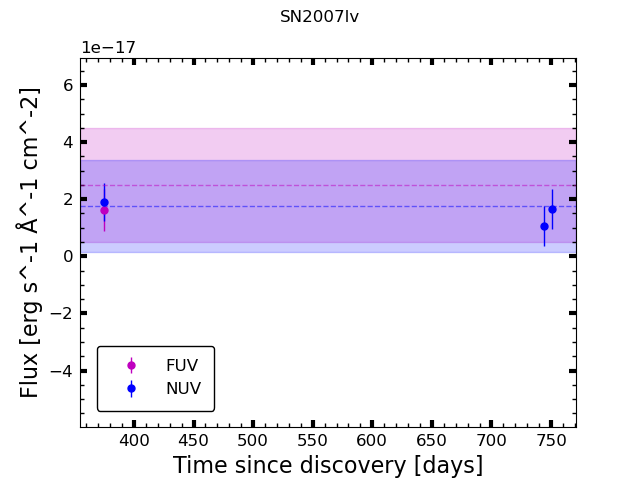 SN2007lv
1e−17
6
4
2
0
−2
−4
Flux [erg s^-1 Å^-1 cm^-2]
FUV
NUV
400 450 500 550 600 650 700 750
Time since discovery [days]